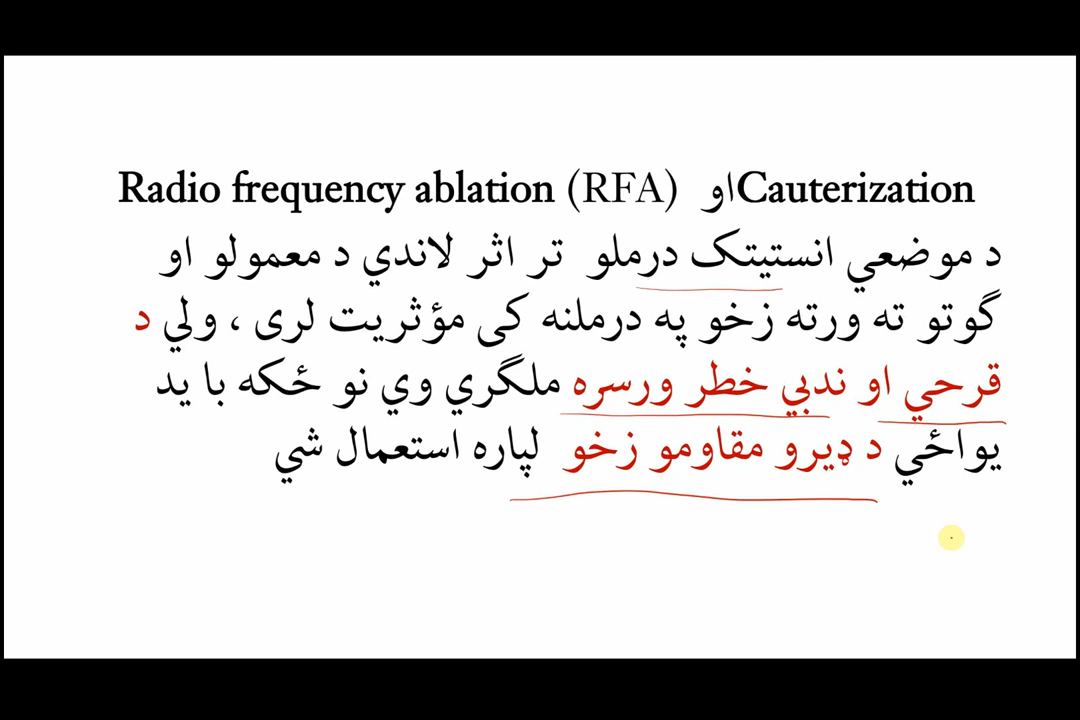 Radio frequency ablation (RFA) او Cauterization
د موضعي انستيتک درملو تر اثر لاندي د معمولو او
گوتو ته ورته زخو په درملنه کی مؤثريت لری ، ولي د
قرحي او ندبي خطر ورسره ملگري وي نو ځکه با يد
يواځي د ډيرو مقاومو زخو لپاره استعمال شي